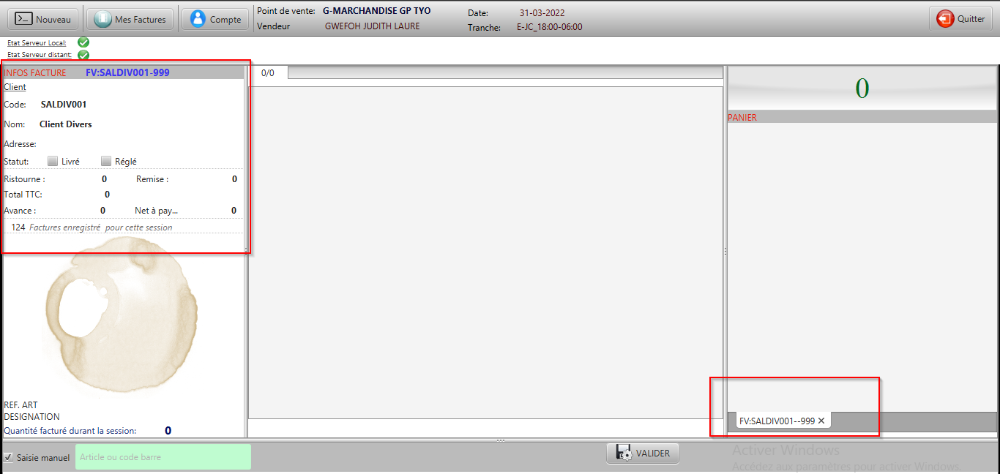 Nouveau Mes Factures Compte Point de vente: G-MARCHANDISE GP TYO Date: 31-03-2022 Quitter
Vendeur GWEFOH JUDITH LAURE Tranche: E-JC_18:00-06:00
Etat Serveur Local:
Etat Serveur distant:
INFOS FACTURE FV:SALDIV001-999 0/0 0
Client
Code: SALDIV001
PANIER
Nom: Client Divers
Adresse:
Statut: Livré Réglé
Ristourne : 0 Remise : 0
Total TTC: 0
Avance : 0 Net à pay... 0
124 Factures enregistré pour cette session
REF. ART
DESIGNATION
FV:SALDIV001--999
Quantité facturé durant la session: 0
Saisie manuel Article ou code barre VALIDER
Activer Windows
Accédez aux paramètres pour activer Windows.